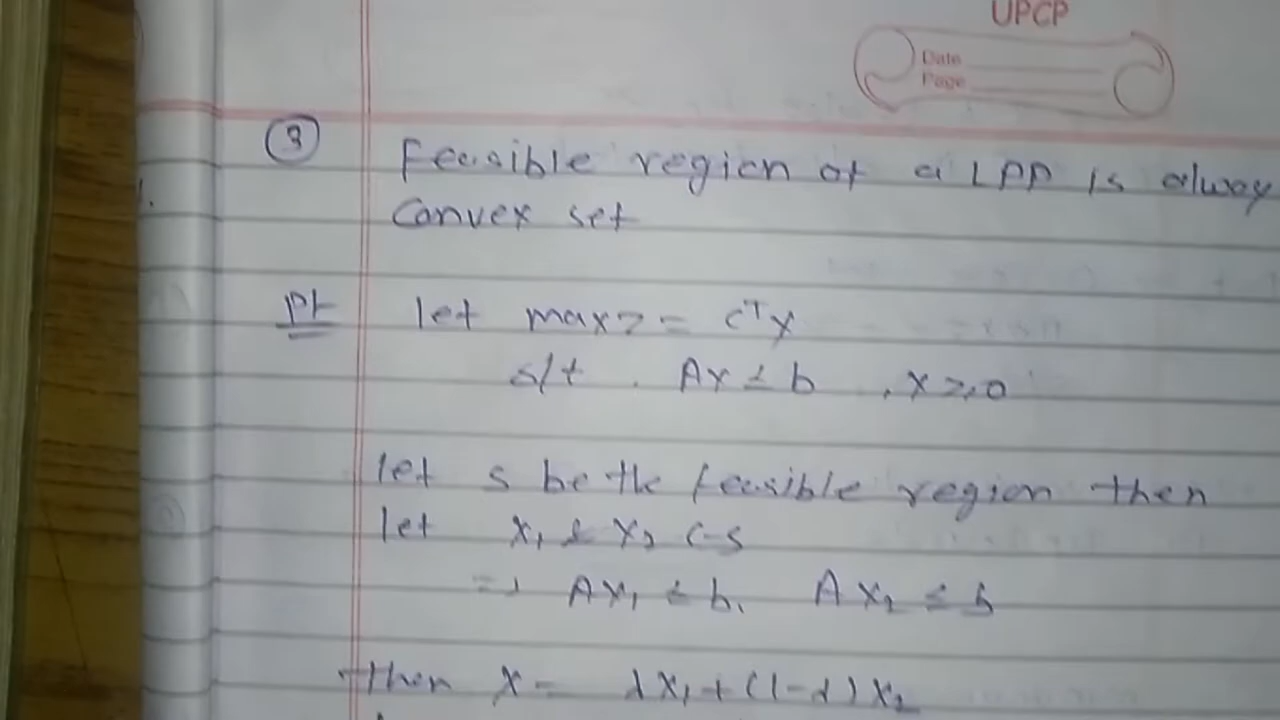 UPCP
Date
Page
3 Feasible region of a LPP is alway
Convex set
Pf let max z = cᵀx
s/t . Ax ≤ b , x ≥ 0
let s be the feasible region then
let x₁ & x₂ ∈ s
⇒ Ax₁ ≤ b, Ax₂ ≤ b
then x = λx₁ + (1-λ)x₂